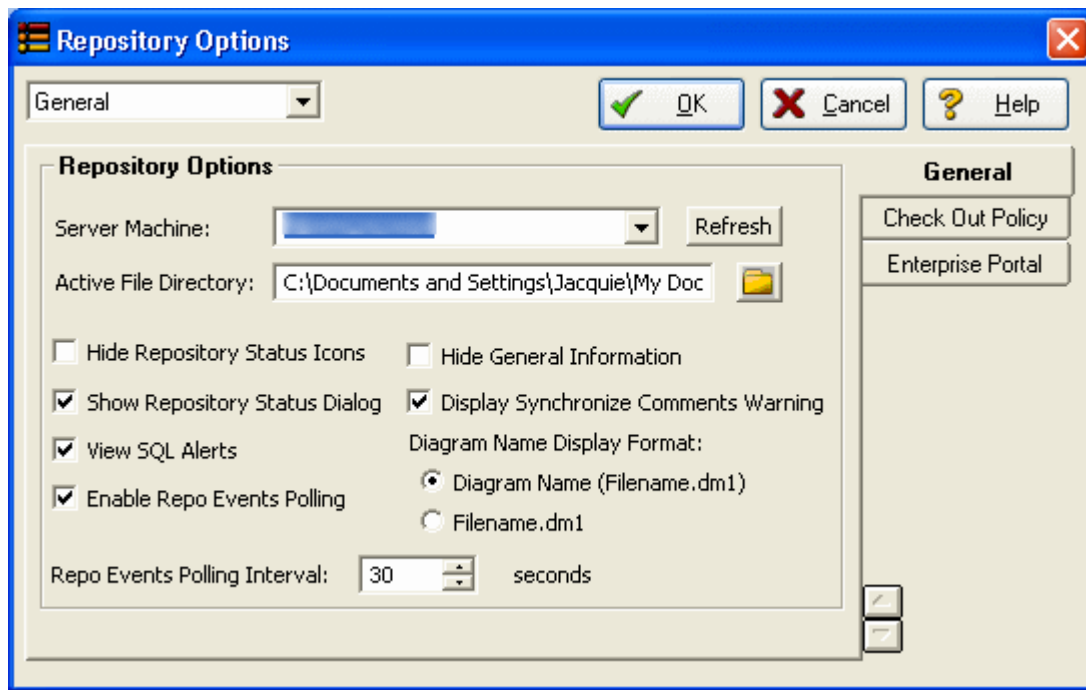 Repository Options
General
OK
Cancel
Help
Repository Options
General
Check Out Policy
Enterprise Portal
Server Machine:
Refresh
Active File Directory: C:\Documents and Settings\Jacquie\My Doc
Hide Repository Status Icons
Hide General Information
Show Repository Status Dialog
Display Synchronize Comments Warning
View SQL Alerts
Diagram Name Display Format:
Enable Repo Events Polling
Diagram Name (Filename.dm1)
Filename.dm1
Repo Events Polling Interval: 30 seconds